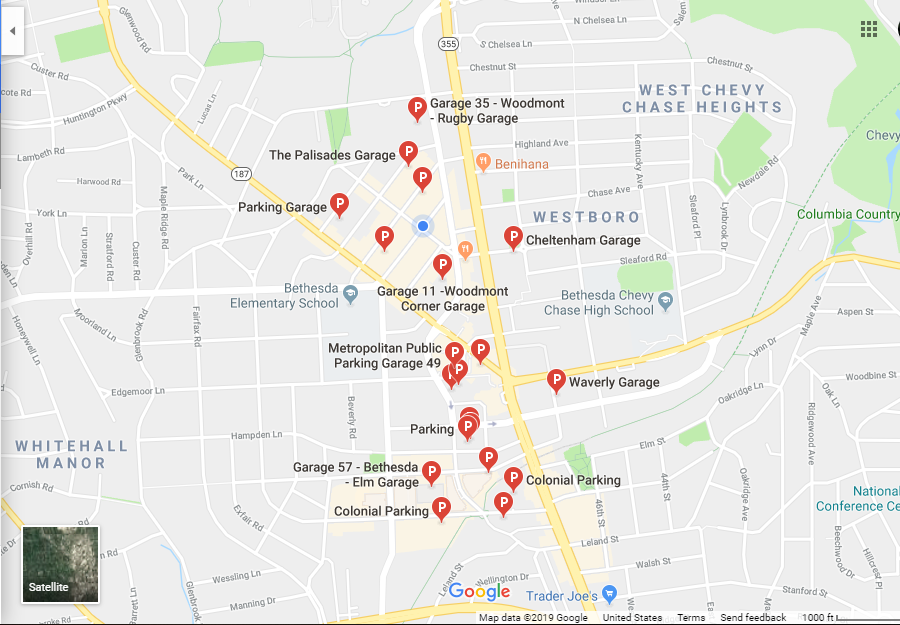 Windsor Ln
N Chelsea Ln
Glenwood Rd
355
S Chelsea Ln
Chestnut St
Chestnut St
Custer Rd
cote Rd
WEST CHEVY
CHASE HEIGHTS
Huntington Pkwy
Lucas Ln
P
Garage 35 - Woodmont
- Rugby Garage
Chevy
Highland Ave
Kentucky Ave
Lambeth Rd
The Palisades Garage
P
Benihana
187
Park Ln
P
Newdale Rd
Harwood Rd
Maple Ridge Rd
Chase Ave
York Ln
Parking Garage
P
WESTBORO
Sleaford Pl
Lynbrook Dr
Columbia Country
Overhill Rd
Marion Ln
Stratford Rd
Custer Rd
P
P
Cheltenham Garage
Sleaford Rd
P
Bethesda
Elementary School
Garage 11 -Woodmont
Corner Garage
Bethesda Chevy
Chase High School
Honeywell Ln
Moorland Ln
Glenbrook Rd
Fairfax Rd
Maple Ave
Aspen St
Metropolitan Public
Parking Garage 49
P
P
P
P
Lynn Dr
P
Waverly Garage
Woodbine St
Edgemoor Ln
Oakridge Ln
Oak Ln
Beverly Rd
Ridgewood Ave
WHITEHALL
MANOR
Hampden Ln
Parking
P
Elm St
Garage 57 - Bethesda
- Elm Garage
P
P
P
Colonial Parking
Cornish Rd
44th St
West Ave
National
Conference Ce
Colonial Parking
P
P
46th St
Exfair Rd
Leland St
Beechwood Dr
Hillcrest Pl
Satellite
Walsh St
Wessling Ln
Glenbrook
Leland St
Wellington Dr
Google
Trader Joe's
Stanford St
Manning Dr
Map data ©2019 Google
United States
Terms
Send feedback
1000 ft